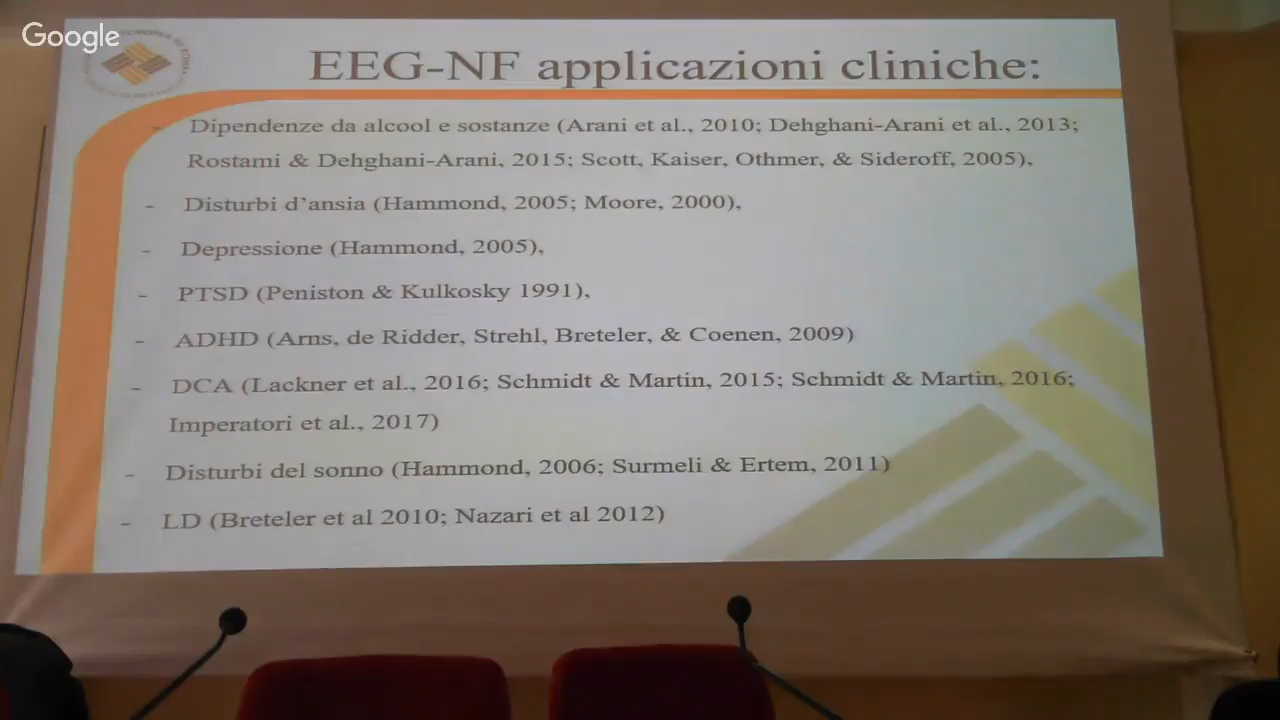 Google
EEG-NF applicazioni cliniche:
- Dipendenze da alcool e sostanze (Arani et al., 2010; Dehghani-Arani et al., 2013;
Rostami & Dehghani-Arani, 2015; Scott, Kaiser, Othmer, & Sideroff, 2005),
- Disturbi d'ansia (Hammond, 2005; Moore, 2000),
- Depressione (Hammond, 2005),
- PTSD (Peniston & Kulkosky 1991),
- ADHD (Arns, de Ridder, Strehl, Breteler, & Coenen, 2009)
- DCA (Lackner et al., 2016; Schmidt & Martin, 2015; Schmidt & Martin, 2016;
Imperatori et al., 2017)
- Disturbi del sonno (Hammond, 2006; Surmeli & Ertem, 2011)
- LD (Breteler et al 2010; Nazari et al 2012)